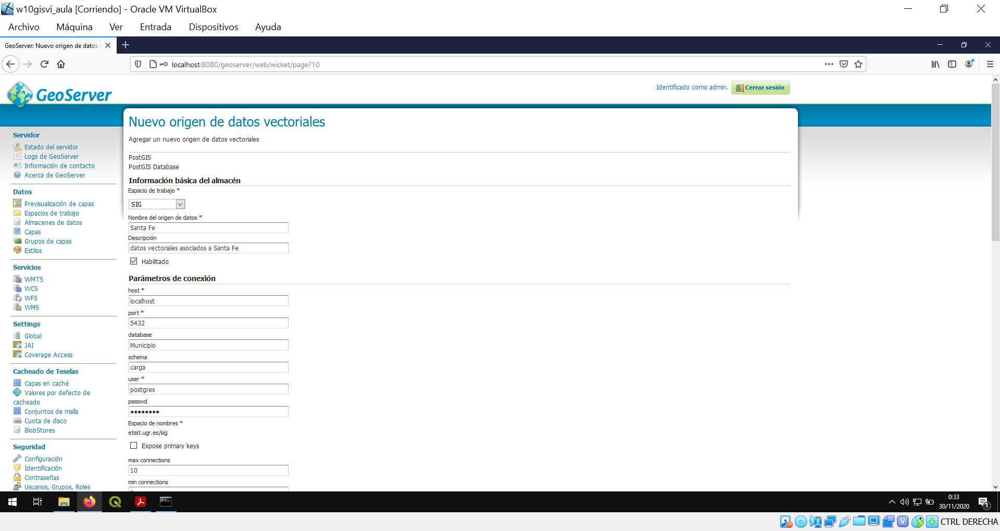 w10gisvi_aula [Corriendo] - Oracle VM VirtualBox
Archivo Máquina Ver Entrada Dispositivos Ayuda
GeoServer: Nuevo origen de datos
localhost:8080/geoserver/web/wicket/page?10
GeoServer
Identificado como admin. Cerrar sesión
Servidor
Estado del servidor
Logs de GeoServer
Información de contacto
Acerca de GeoServer
Datos
Previsualización de capas
Espacios de trabajo
Almacenes de datos
Capas
Grupos de capas
Estilos
Servicios
WMTS
WCS
WFS
WMS
Settings
Global
JAI
Coverage Access
Cacheado de Teselas
Capas en caché
Valores por defecto de
cacheado
Conjuntos de malla
Cuota de disco
BlobStores
Seguridad
Configuración
Identificación
Contraseñas
Usuarios, Grupos, Roles
Nuevo origen de datos vectoriales
Agregar un nuevo origen de datos vectoriales
PostGIS
PostGIS Database
Información básica del almacén
Espacio de trabajo *
SIG
Nombre del origen de datos *
Santa Fe
Descripción
datos vectoriales asociados a Santa Fe
Habilitado
Parámetros de conexión
host *
localhost
port *
5432
database
Municipio
schema
carga
user *
postgres
passwd
••••••••
Espacio de nombres *
etsiit.ugr.es/sig
Expose primary keys
max connections
10
min connections
0:33
30/11/2020
1
CTRL DERECHA